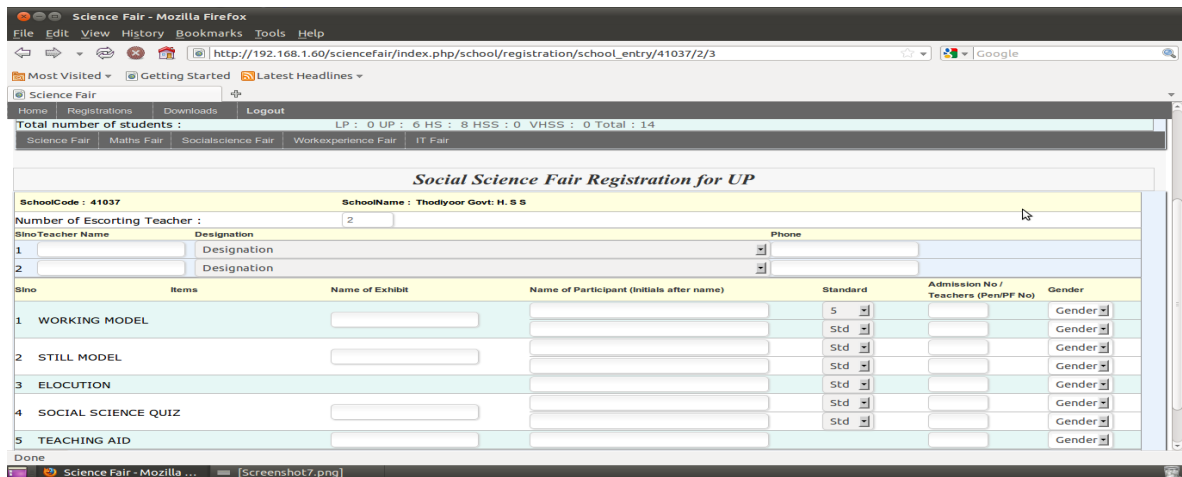 Science Fair - Mozilla Firefox
File Edit View History Bookmarks Tools Help
http://192.168.1.60/sciencefair/index.php/school/registration/school_entry/41037/2/3 Google
Most Visited Getting Started Latest Headlines
Science Fair
Home Registrations Downloads Logout
Total number of students : LP : 0 UP : 6 HS : 8 HSS : 0 VHSS : 0 Total : 14
Science Fair Maths Fair Socialscience Fair Workexperience Fair IT Fair
Social Science Fair Registration for UP
SchoolCode : 41037 SchoolName : Thodiyoor Govt: H. S S
Number of Escorting Teacher : 2
Slno Teacher Name Designation Phone
1 Designation
2 Designation
Slno Items Name of Exhibit Name of Participant (Initials after name) Standard Admission No / Teachers (Pen/PF No) Gender
1 WORKING MODEL 5 Gender
Std Gender
2 STILL MODEL Std Gender
Std Gender
3 ELOCUTION Std Gender
4 SOCIAL SCIENCE QUIZ Std Gender
Std Gender
5 TEACHING AID Gender
Done
Science Fair - Mozilla ... [Screenshot7.png]